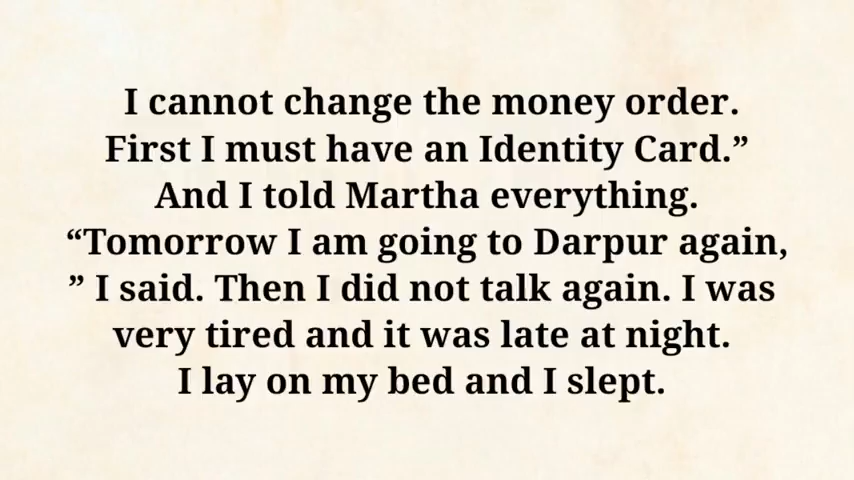 I cannot change the money order.
First I must have an Identity Card.”
And I told Martha everything.
“Tomorrow I am going to Darpur again,
” I said. Then I did not talk again. I was
very tired and it was late at night.
I lay on my bed and I slept.